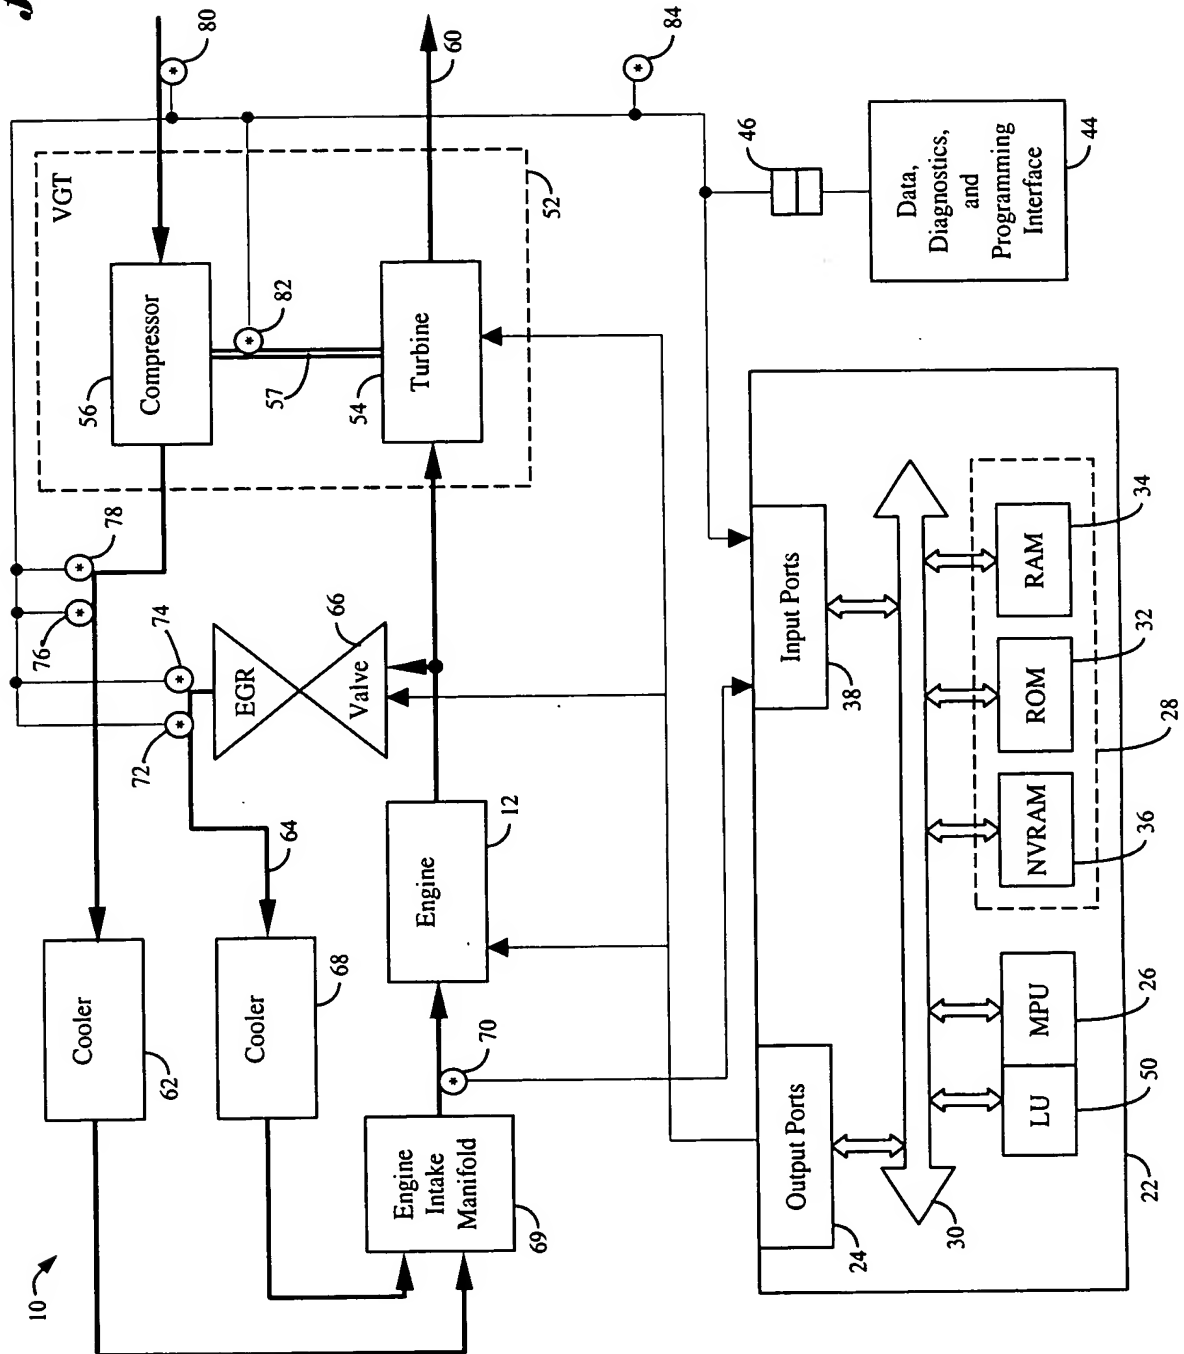 10
Cooler
62
76
78
80
72
74
Cooler
68
64
EGR
Valve
66
VGT
Compressor
56
82
57
52
Engine
Intake
Manifold
69
70
Engine
12
Turbine
54
60
84
Output Ports
24
Input Ports
38
46
Data,
Diagnostics,
and
Programming
Interface
44
30
LU
50
MPU
26
NVRAM
36
ROM
32
RAM
34
28
22